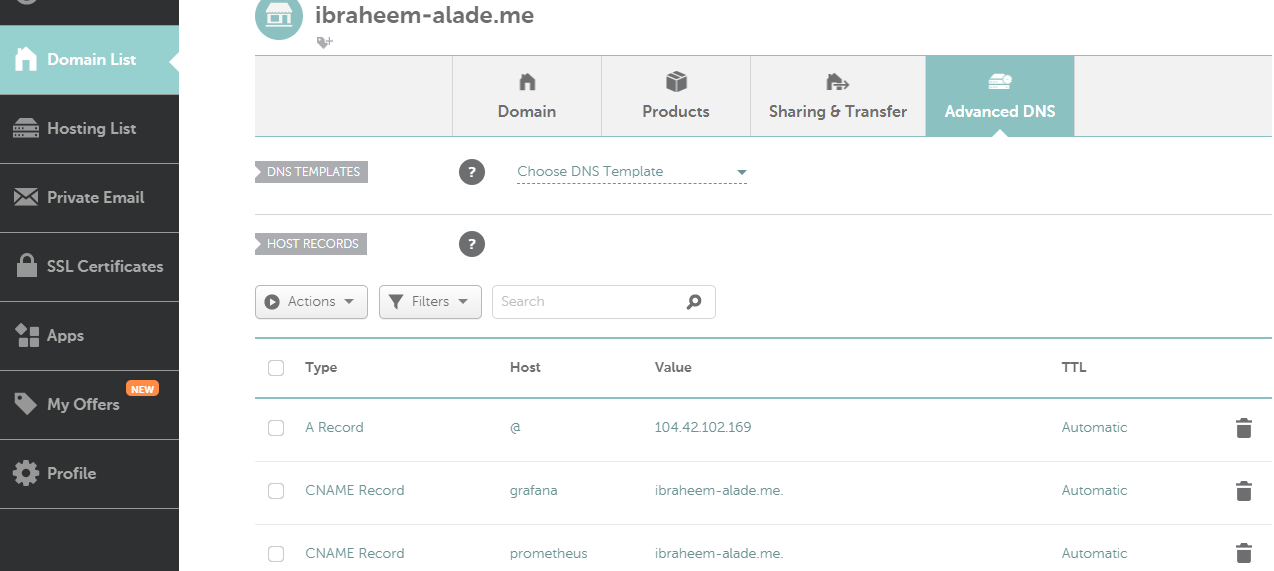 ibraheem-alade.me
Domain List
Hosting List
Private Email
SSL Certificates
Apps
My Offers NEW
Profile
Domain Products Sharing & Transfer Advanced DNS
DNS TEMPLATES ? Choose DNS Template
HOST RECORDS ?
Actions Filters Search
Type Host Value TTL
A Record @ 104.42.102.169 Automatic
CNAME Record grafana ibraheem-alade.me. Automatic
CNAME Record prometheus ibraheem-alade.me. Automatic